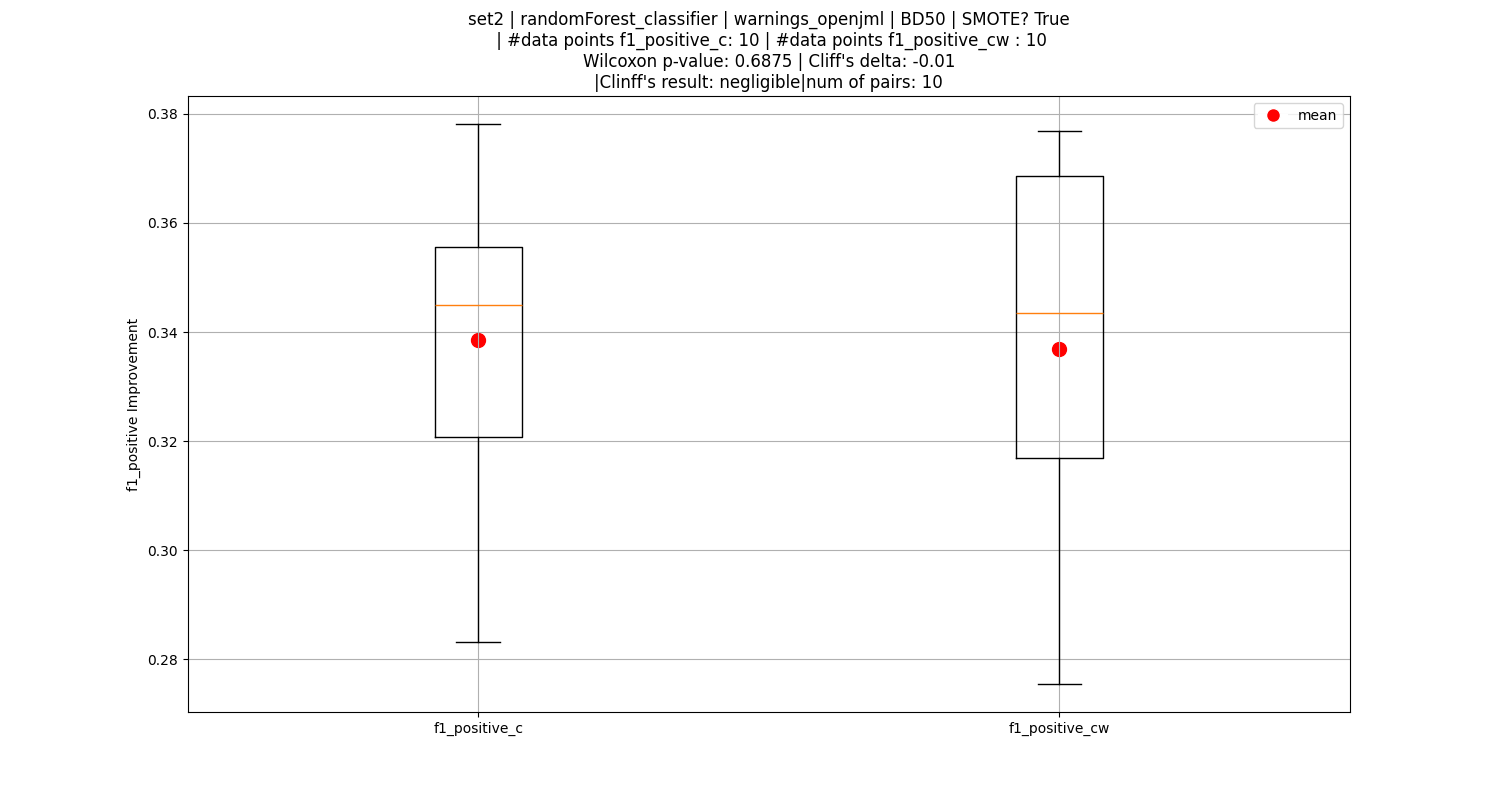 set2 | randomForest_classifier | warnings_openjml | BD50 | SMOTE? True
| #data points f1_positive_c: 10 | #data points f1_positive_cw : 10
Wilcoxon p-value: 0.6875 | Cliff's delta: -0.01
|Clinff's result: negligible|num of pairs: 10
mean
0.38
0.36
0.34
0.32
0.30
0.28
f1_positive Improvement
f1_positive_c
f1_positive_cw